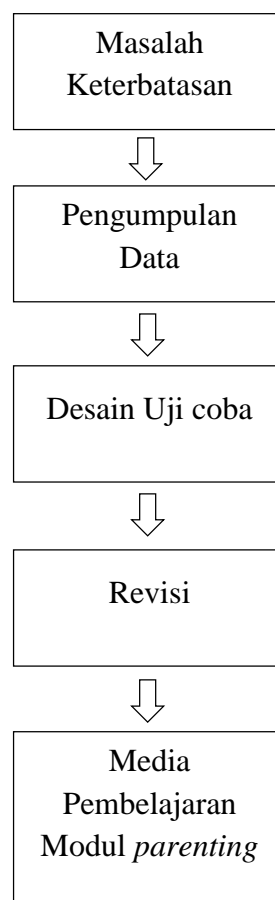 Masalah
Keterbatasan
Pengumpulan
Data
Desain Uji coba
Revisi
Media
Pembelajaran
Modul parenting